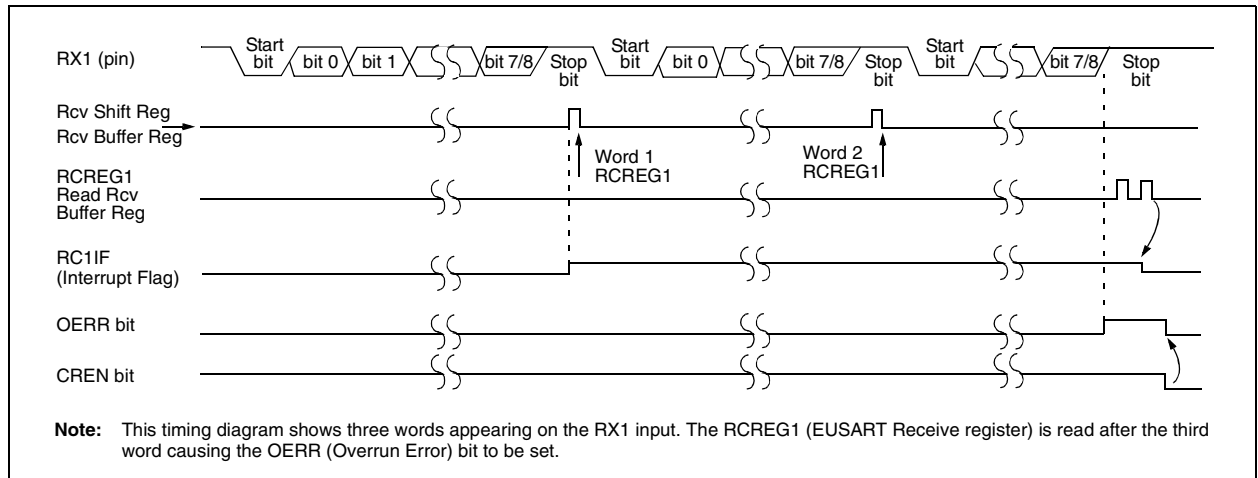 RX1 (pin)
Start bit
bit 0
bit 1
bit 7/8
Stop bit
Start bit
bit 0
bit 7/8
Stop bit
Start bit
bit 7/8
Stop bit
Rcv Shift Reg
Rcv Buffer Reg
Word 1
RCREG1
Word 2
RCREG1
RCREG1
Read Rcv
Buffer Reg
RC1IF
(Interrupt Flag)
OERR bit
CREN bit
Note: This timing diagram shows three words appearing on the RX1 input. The RCREG1 (EUSART Receive register) is read after the third
word causing the OERR (Overrun Error) bit to be set.